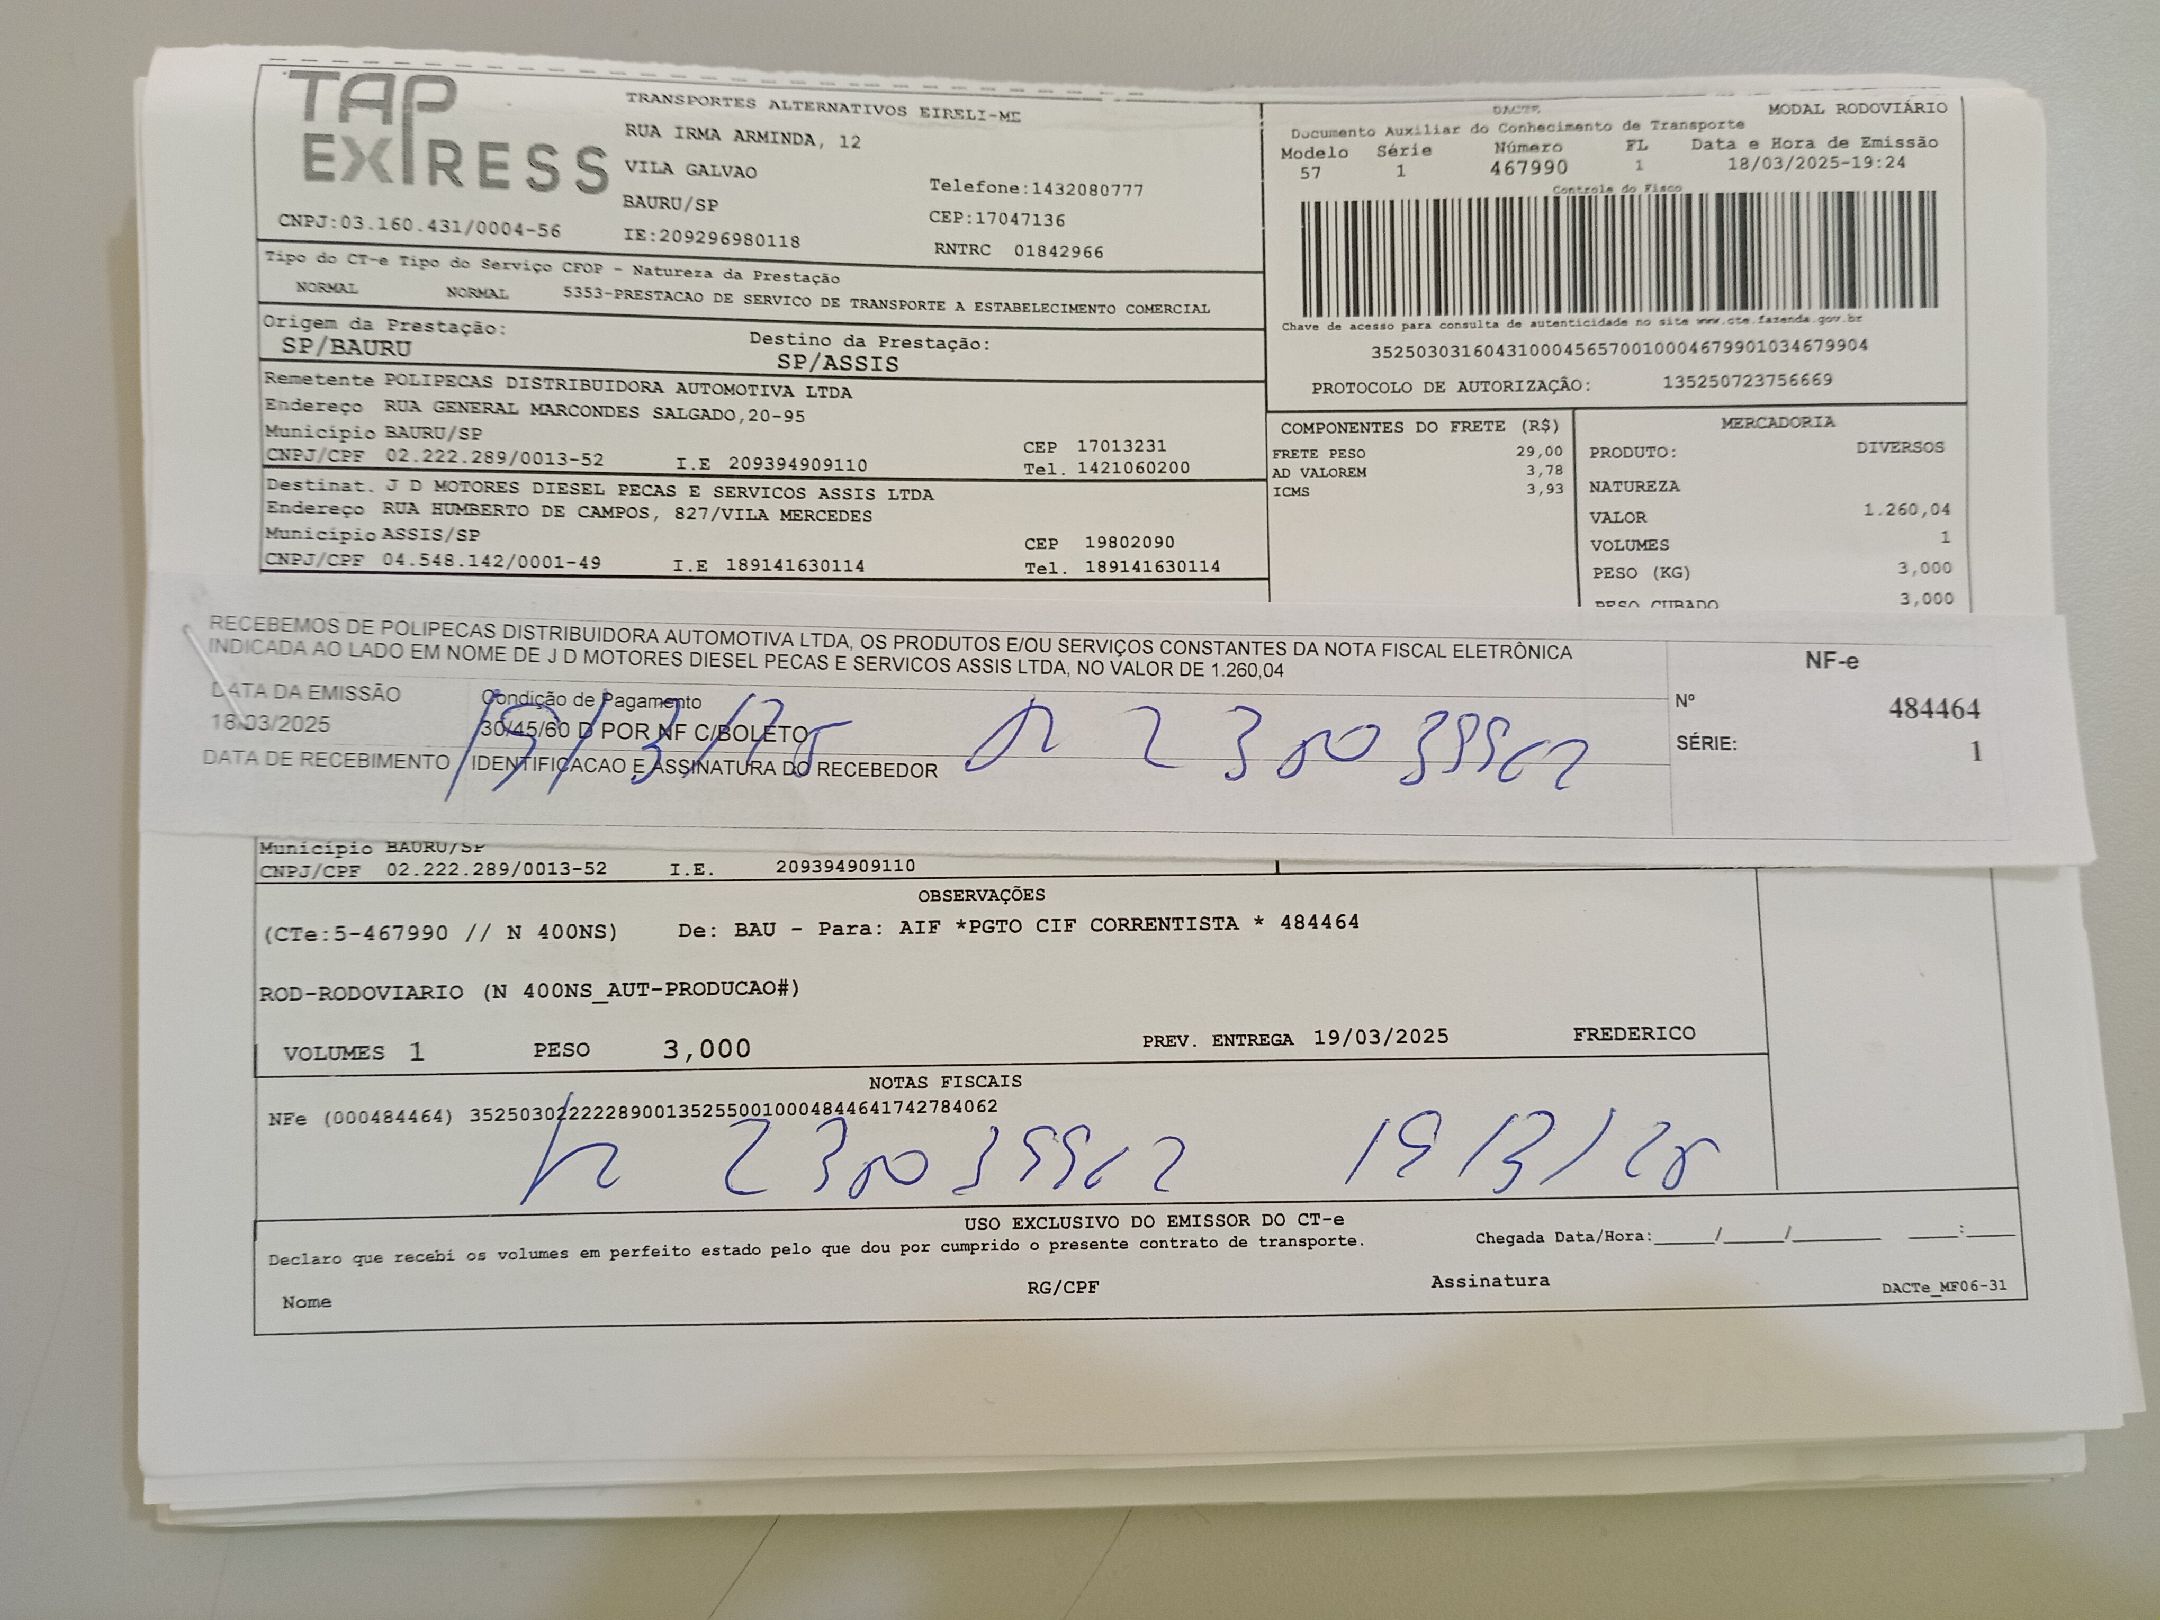 TAP EXPRESS
TRANSPORTES ALTERNATIVOS EIRELI-ME
RUA IRMA ARMINDA, 12
VILA GALVAO
BAURU/SP
IE:209296980118
Telefone:1432080777
CEP:17047136
RNTRC 01842966
CNPJ:03.160.431/0004-56
DACTE
MODAL RODOVIÁRIO
Documento Auxiliar do Conhecimento de Transporte
Modelo Série Número FL Data e Hora de Emissão
57 1 467990 1 18/03/2025-19:24
Controle do Fisco
Chave de acesso para consulta de autenticidade no site www.cte.fazenda.gov.br
35250303160431000456570010004679901034679904
PROTOCOLO DE AUTORIZAÇÃO: 135250723756669
Tipo do CT-e Tipo do Serviço CFOP - Natureza da Prestação
NORMAL NORMAL 5353-PRESTACAO DE SERVICO DE TRANSPORTE A ESTABELECIMENTO COMERCIAL
Origem da Prestação: Destino da Prestação:
SP/BAURU SP/ASSIS
Remetente POLIPECAS DISTRIBUIDORA AUTOMOTIVA LTDA
Endereço RUA GENERAL MARCONDES SALGADO,20-95
Município BAURU/SP CEP 17013231
CNPJ/CPF 02.222.289/0013-52 I.E 209394909110 Tel. 1421060200
Destinat. J D MOTORES DIESEL PECAS E SERVICOS ASSIS LTDA
Endereço RUA HUMBERTO DE CAMPOS, 827/VILA MERCEDES
Município ASSIS/SP CEP 19802090
CNPJ/CPF 04.548.142/0001-49 I.E 189141630114 Tel. 189141630114
COMPONENTES DO FRETE (R$)
FRETE PESO 29,00
AD VALOREM 3,78
ICMS 3,93
MERCADORIA
PRODUTO: DIVERSOS
NATUREZA
VALOR 1.260,04
VOLUMES 1
PESO (KG) 3,000
PESO CUBADO 3,000
RECEBEMOS DE POLIPECAS DISTRIBUIDORA AUTOMOTIVA LTDA, OS PRODUTOS E/OU SERVIÇOS CONSTANTES DA NOTA FISCAL ELETRÔNICA
INDICADA AO LADO EM NOME DE J D MOTORES DIESEL PECAS E SERVICOS ASSIS LTDA, NO VALOR DE 1.260,04
DATA DA EMISSÃO Condição de Pagamento
18/03/2025 30/45/60 D POR NF C/BOLETO
19/3/25
DATA DE RECEBIMENTO IDENTIFICACAO E ASSINATURA DO RECEBEDOR
NF-e
Nº 484464
SÉRIE: 1
Município BAURU/SP
CNPJ/CPF 02.222.289/0013-52 I.E. 209394909110
OBSERVAÇÕES
(CTe:5-467990 // N 400NS) De: BAU - Para: AIF *PGTO CIF CORRENTISTA * 484464
ROD-RODOVIARIO (N 400NS_AUT-PRODUCAO#)
VOLUMES 1 PESO 3,000 PREV. ENTREGA 19/03/2025 FREDERICO
NOTAS FISCAIS
NFe (000484464) 35250302222289001352550010004844641742784062
19/3/25
USO EXCLUSIVO DO EMISSOR DO CT-e
Declaro que recebi os volumes em perfeito estado pelo que dou por cumprido o presente contrato de transporte.
Chegada Data/Hora:_____/_____/________ ____:____
Nome RG/CPF Assinatura DACTe_MF06-31